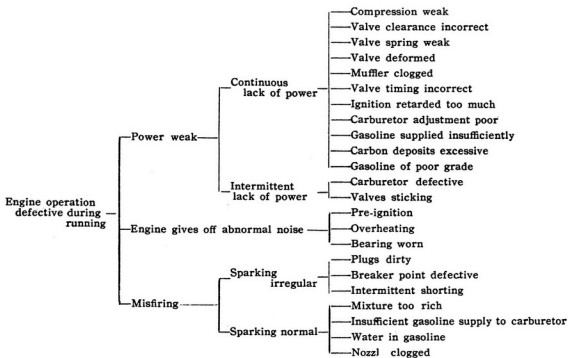 Compression weak
Valve clearance incorrect
Valve spring weak
Valve deformed
Continuous
lack of power
Muffler clogged
Valve timing incorrect
Ignition retarded too much
Carburetor adjustment poor
Power weak
Gasoline supplied insufficiently
Carbon deposits excessive
Gasoline of poor grade
Intermittent
lack of power
Carburetor defective
Valves sticking
Engine operation
defective during
running
Engine gives off abnormal noise
Pre-ignition
Overheating
Bearing worn
Misfiring
Sparking
irregular
Plugs dirty
Breaker point defective
Intermittent shorting
Sparking normal
Mixture too rich
Insufficient gasoline supply to carburetor
Water in gasoline
Nozzl clogged